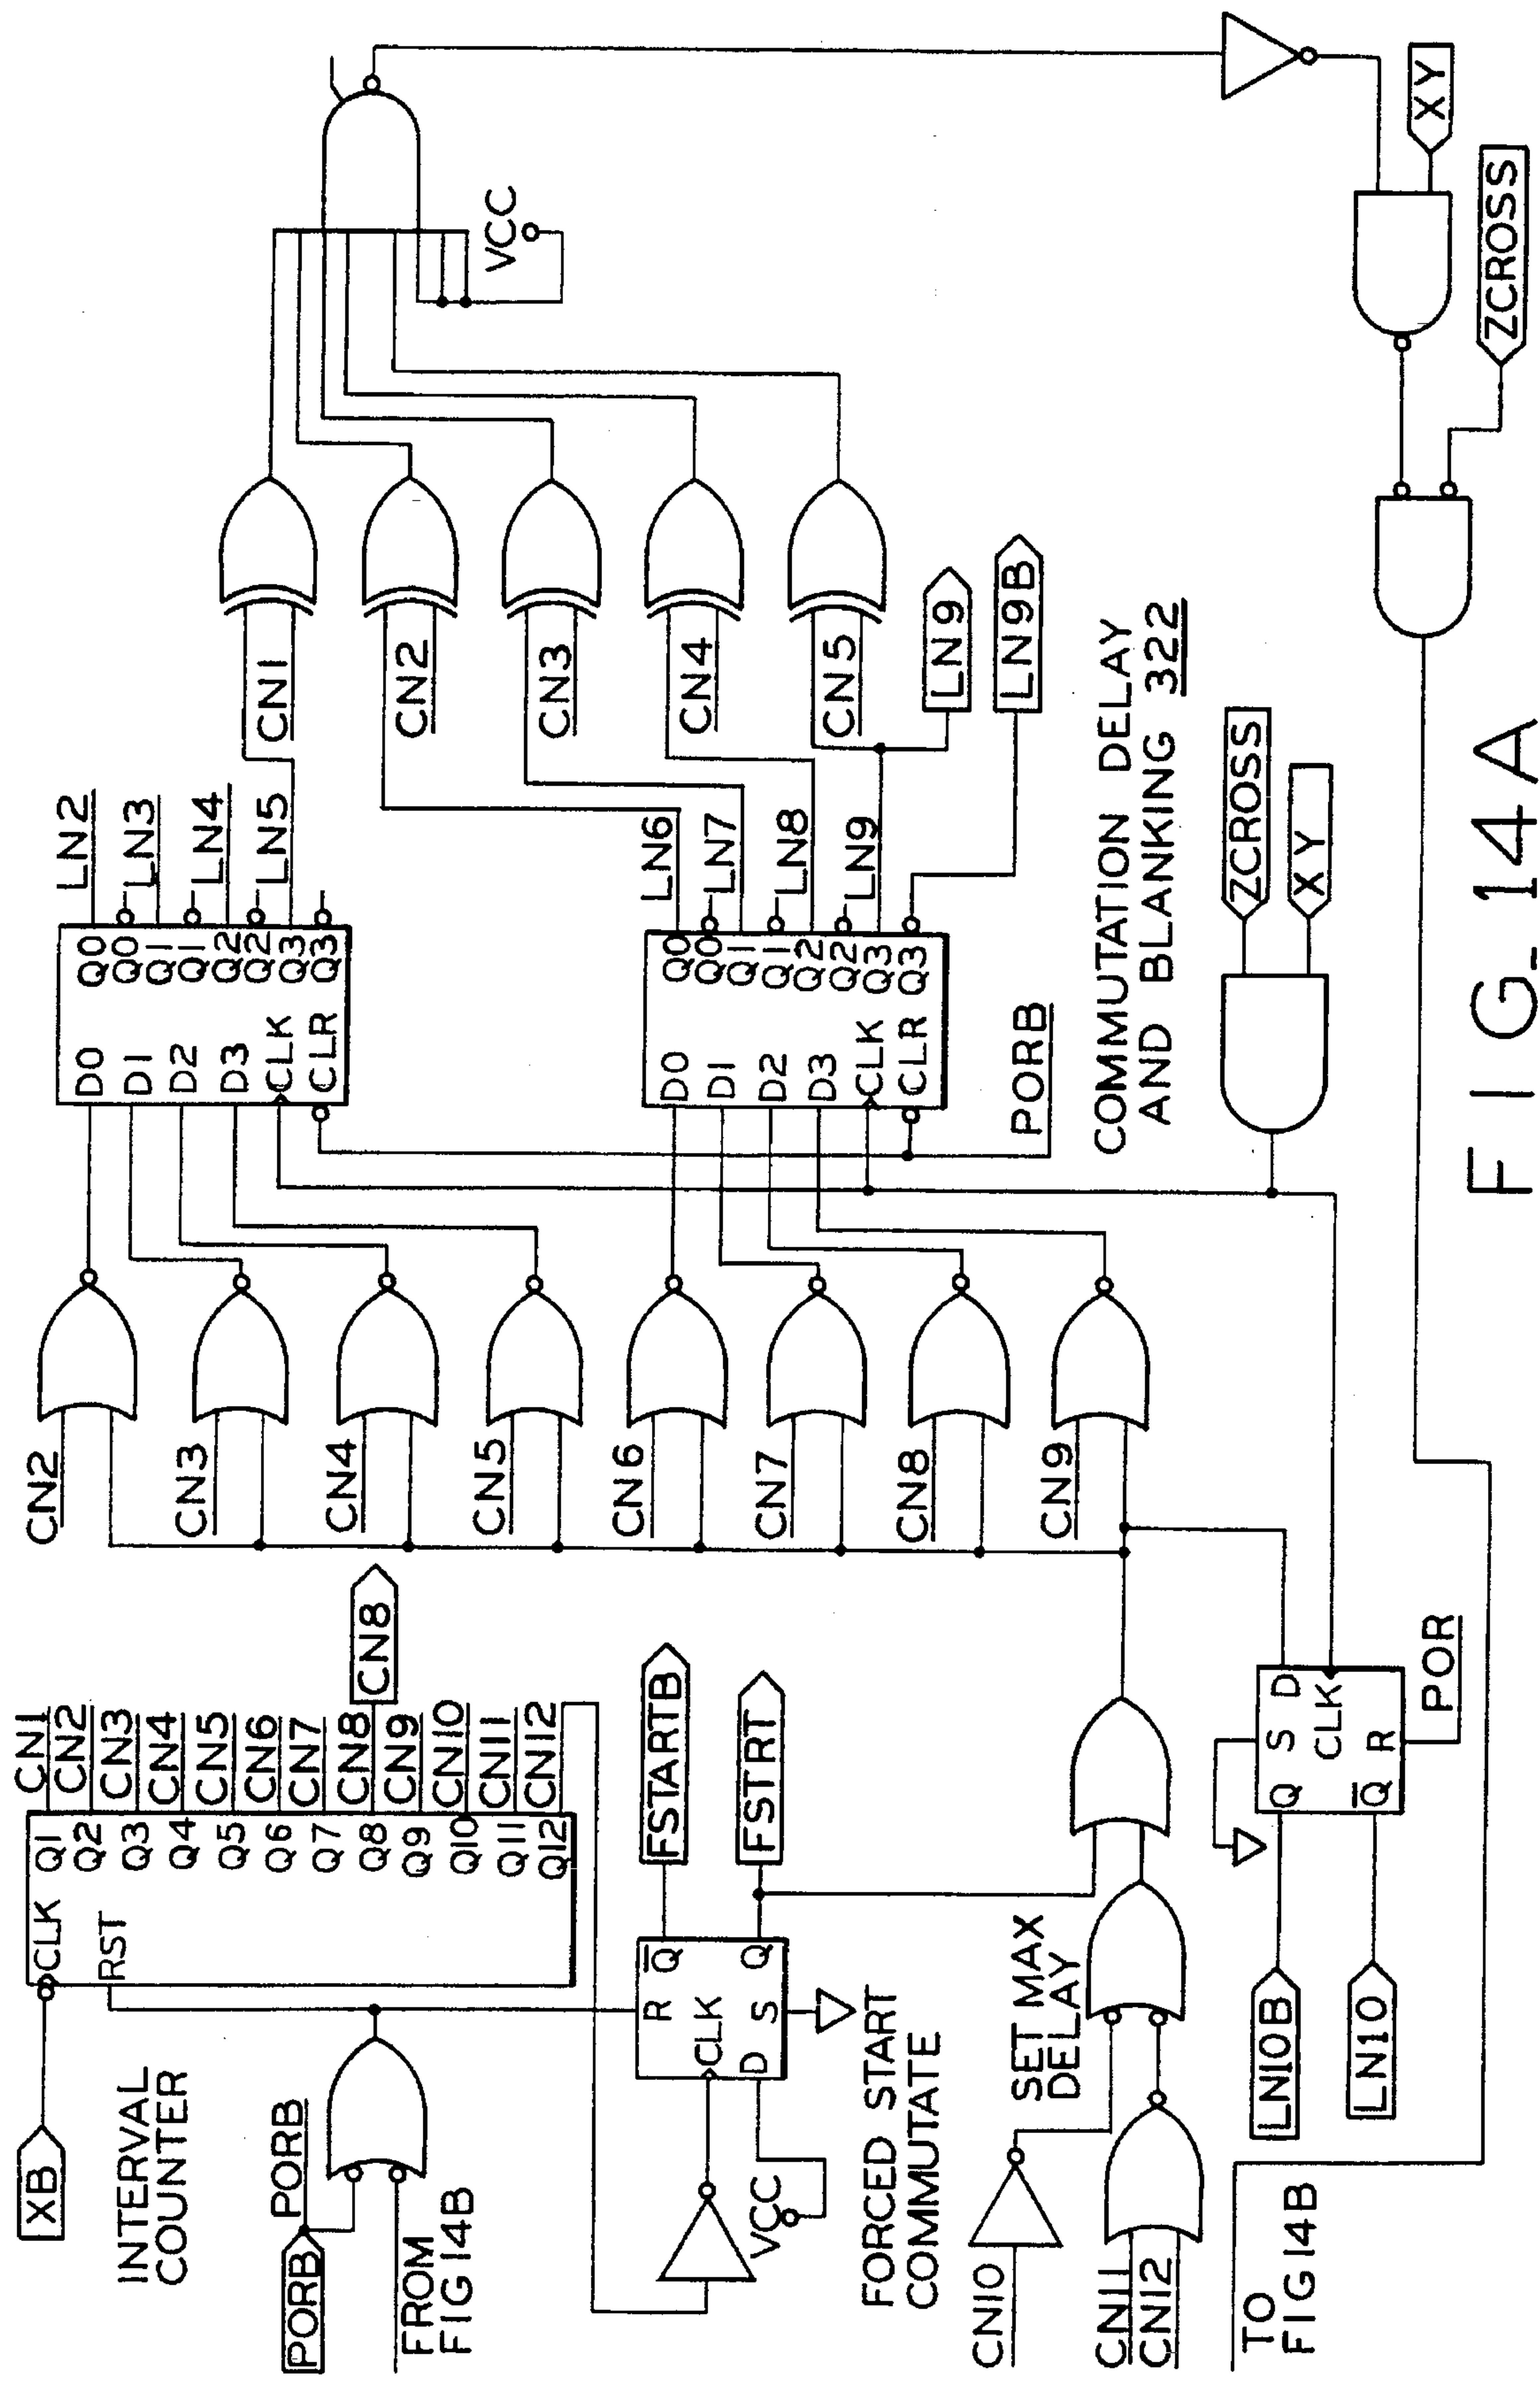 XB
INTERVAL
COUNTER
CLK
RST
Q1
Q2
Q3
Q4
Q5
Q6
Q7
Q8
Q9
Q10
Q11
Q12
CN1
CN2
CN3
CN4
CN5
CN6
CN7
CN8
CN9
CN10
CN11
CN12
CN8
PORB
PORB
FROM
FIG 14B
R
CLK
D
S
Q̅
Q
FSTARTB
FSTRT
VCC
FORCED START
COMMUTATE
SET MAX
DELAY
CN10
CN11
CN12
TO
FIG 14B
LN10B
LN10
Q
Q̅
S
D
CLK
R
POR
CN2
CN3
CN4
CN5
CN6
CN7
CN8
CN9
D0
D1
D2
D3
CLK
CLR
Q0
Q0
Q1
Q1
Q2
Q2
Q3
Q3
LN2
LN3
LN4
LN5
D0
D1
D2
D3
CLK
CLR
Q0
Q0
Q1
Q1
Q2
Q2
Q3
Q3
LN6
LN7
LN8
LN9
PORB
CN1
CN2
CN3
CN4
CN5
LN9
LN9B
VCC
COMMUTATION DELAY
AND BLANKING 322
ZCROSS
XY
XY
ZCROSS
FIG_14A